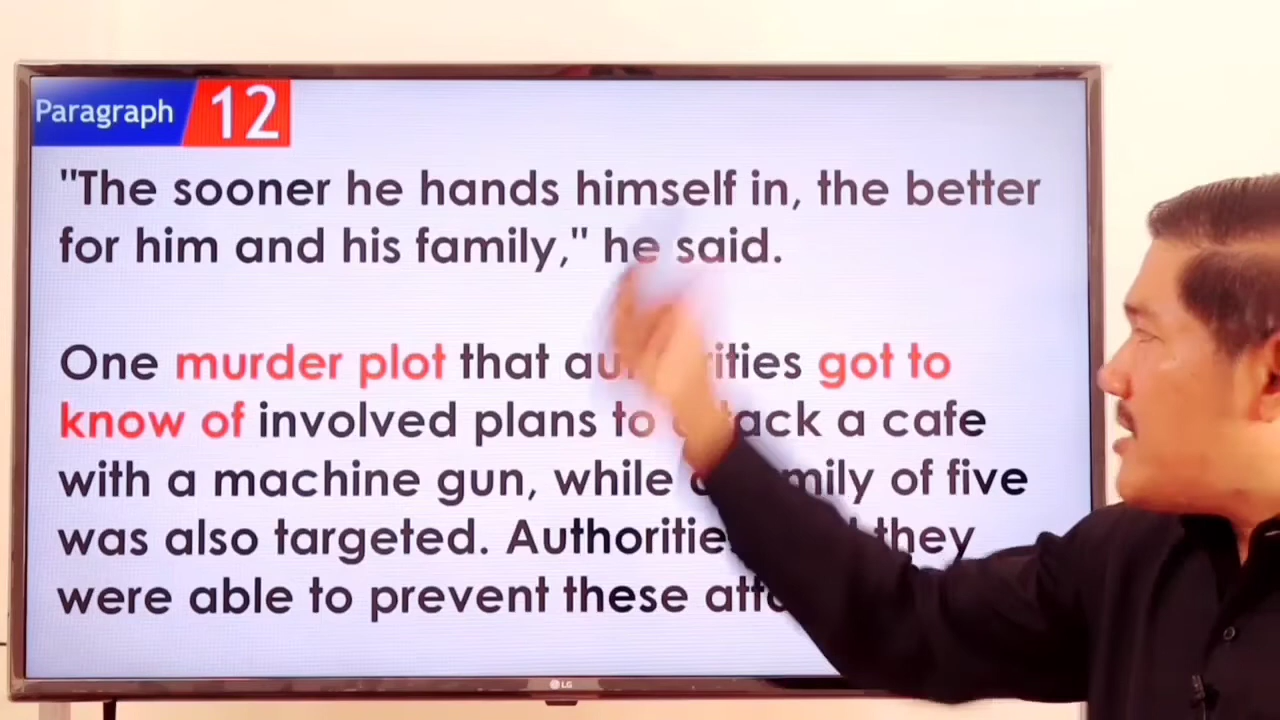 Paragraph 12
"The sooner he hands himself in, the better
for him and his family," he said.
One murder plot that got to
know of involved plans to a cafe
with a machine gun, while of five
was also targeted. they
were able to prevent these
LG